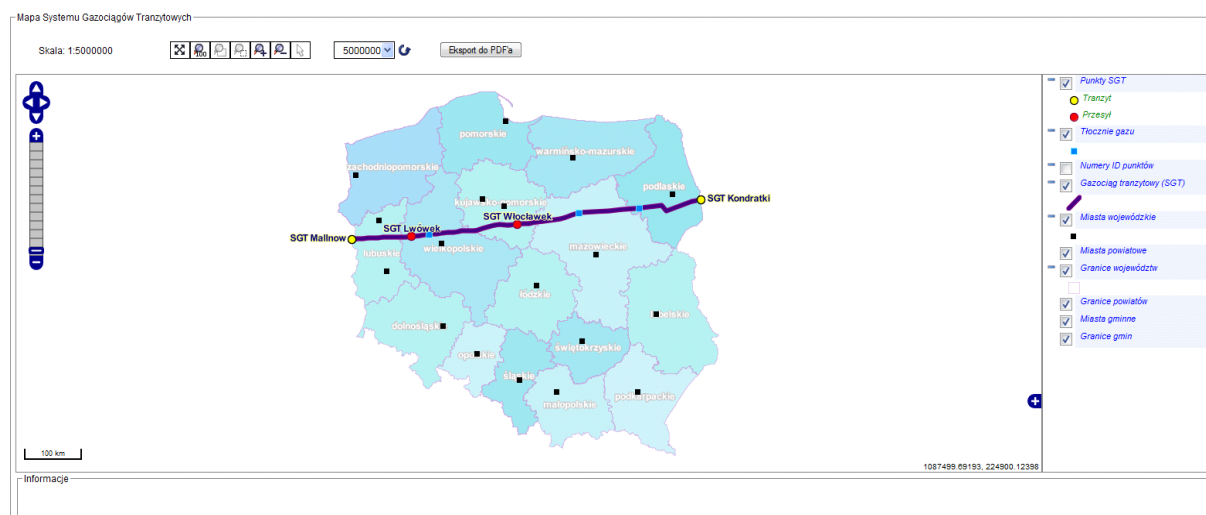 Mapa Systemu Gazociągów Tranzytowych
Skala: 1:5000000
100
5000000
Eksport do PDF'a
Punkty SGT
Tranzyt
Przesył
Tłocznie gazu
Numery ID punktów
Gazociąg tranzytowy (SGT)
Miasta wojewódzkie
Miasta powiatowe
Granice województw
Granice powiatów
Miasta gminne
Granice gmin
pomorskie
warmińsko-mazurskie
zachodniopomorskie
podlaskie
kujawsko-pomorskie
SGT Kondratki
SGT Włocławek
SGT Lwówek
SGT Mallnow
wielkopolskie
mazowieckie
lubuskie
łódzkie
lubelskie
dolnośląskie
świętokrzyskie
opolskie
śląskie
małopolskie
podkarpackie
100 km
1087499.69193, 224900.12398
Informacje